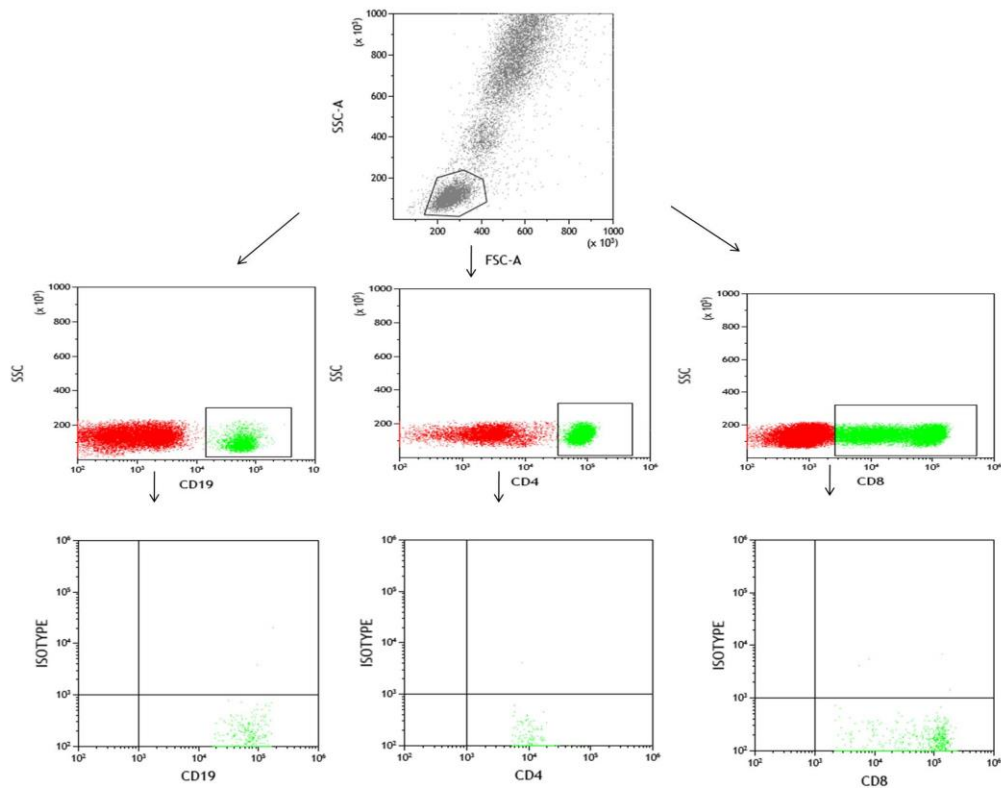 1000
(x 10³)
800
600
400
200
SSC-A
200 400 600 800 1000
(x 10³)
FSC-A
1000
(x 10³)
800
600
400
200
SSC
10² 10³ 10⁴ 10⁵ 10
CD19
1000
(x 10³)
800
600
400
200
SSC
10² 10³ 10⁴ 10⁵ 10⁶
CD4
1000
(x 10³)
800
600
400
200
SSC
10² 10³ 10⁴ 10⁵ 10⁶
CD8
10⁶
10⁵
10⁴
10³
10²
ISOTYPE
10² 10³ 10⁴ 10⁵ 10⁶
CD19
10⁶
10⁵
10⁴
10³
10²
ISOTYPE
10² 10³ 10⁴ 10⁵ 10⁶
CD4
10⁶
10⁵
10⁴
10³
10²
ISOTYPE
10² 10³ 10⁴ 10⁵ 10⁶
CD8